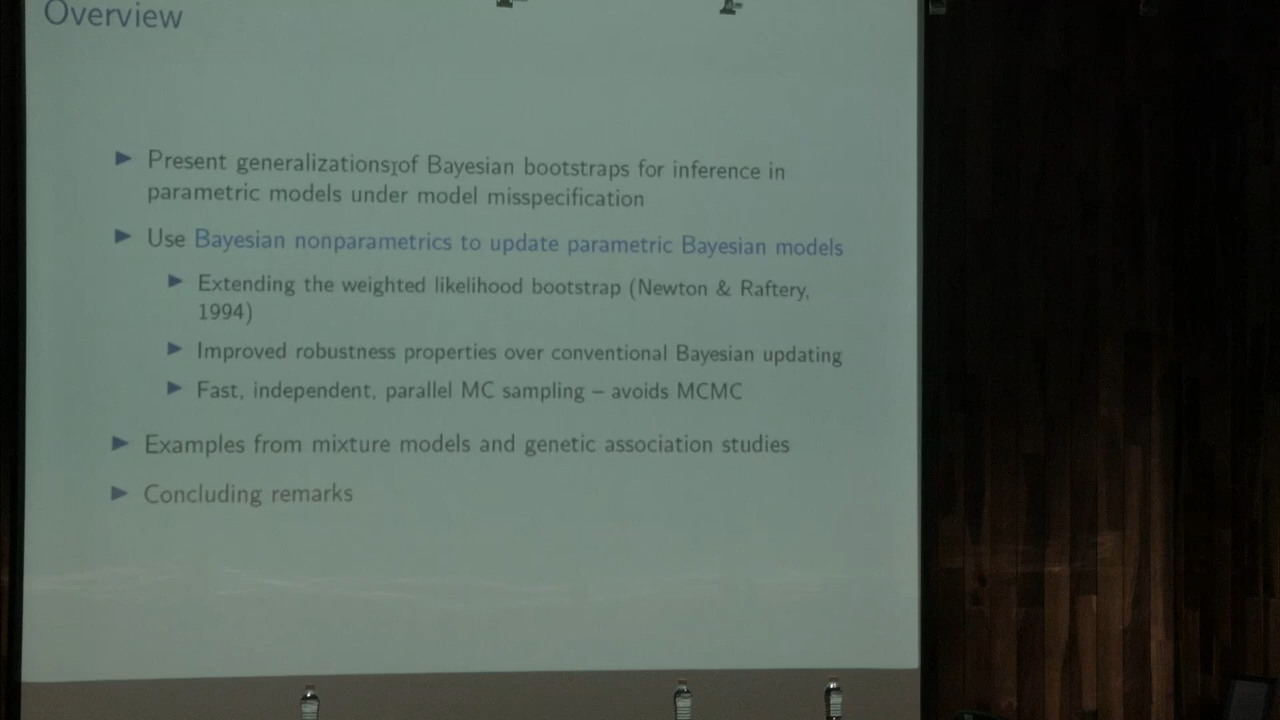 Overview
▶ Present generalizations of Bayesian bootstraps for inference in
parametric models under model misspecification
▶ Use Bayesian nonparametrics to update parametric Bayesian models
▶ Extending the weighted likelihood bootstrap (Newton & Raftery,
1994)
▶ Improved robustness properties over conventional Bayesian updating
▶ Fast, independent, parallel MC sampling – avoids MCMC
▶ Examples from mixture models and genetic association studies
▶ Concluding remarks